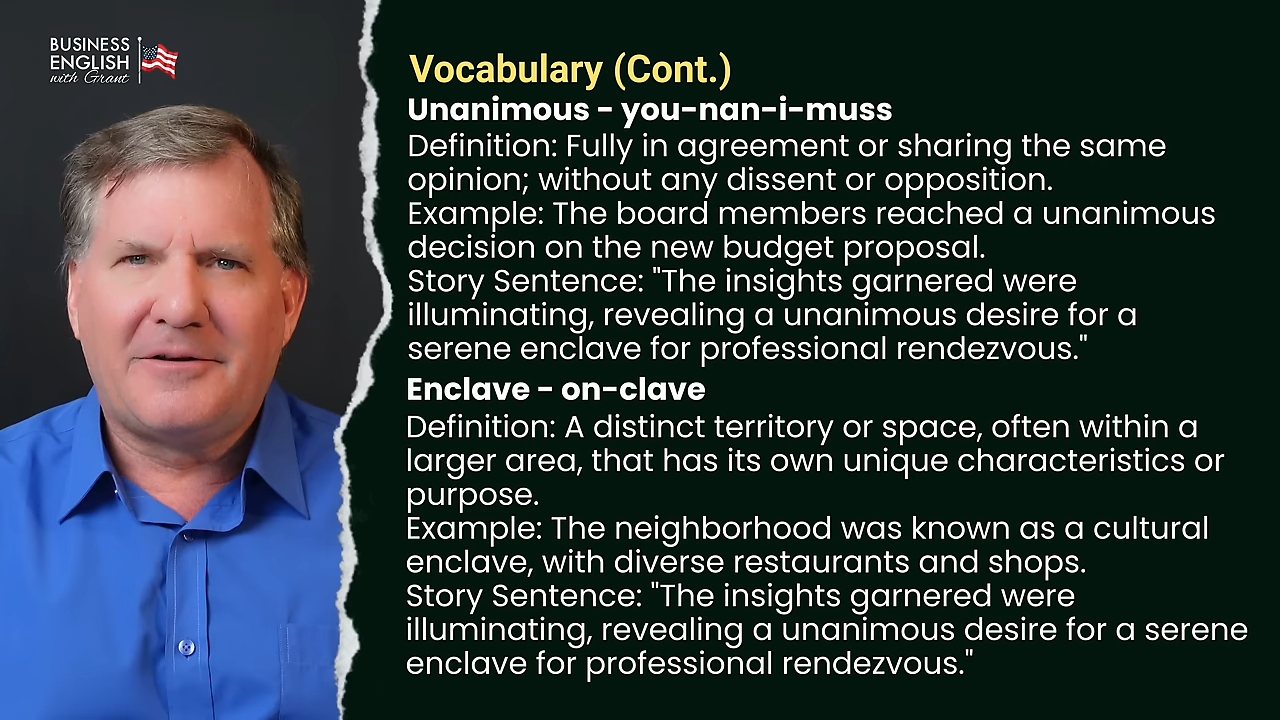 BUSINESS
ENGLISH
with Grant
Vocabulary (Cont.)
Unanimous - you-nan-i-muss
Definition: Fully in agreement or sharing the same
opinion; without any dissent or opposition.
Example: The board members reached a unanimous
decision on the new budget proposal.
Story Sentence: "The insights garnered were
illuminating, revealing a unanimous desire for a
serene enclave for professional rendezvous."
Enclave - on-clave
Definition: A distinct territory or space, often within a
larger area, that has its own unique characteristics or
purpose.
Example: The neighborhood was known as a cultural
enclave, with diverse restaurants and shops.
Story Sentence: "The insights garnered were
illuminating, revealing a unanimous desire for a serene
enclave for professional rendezvous."